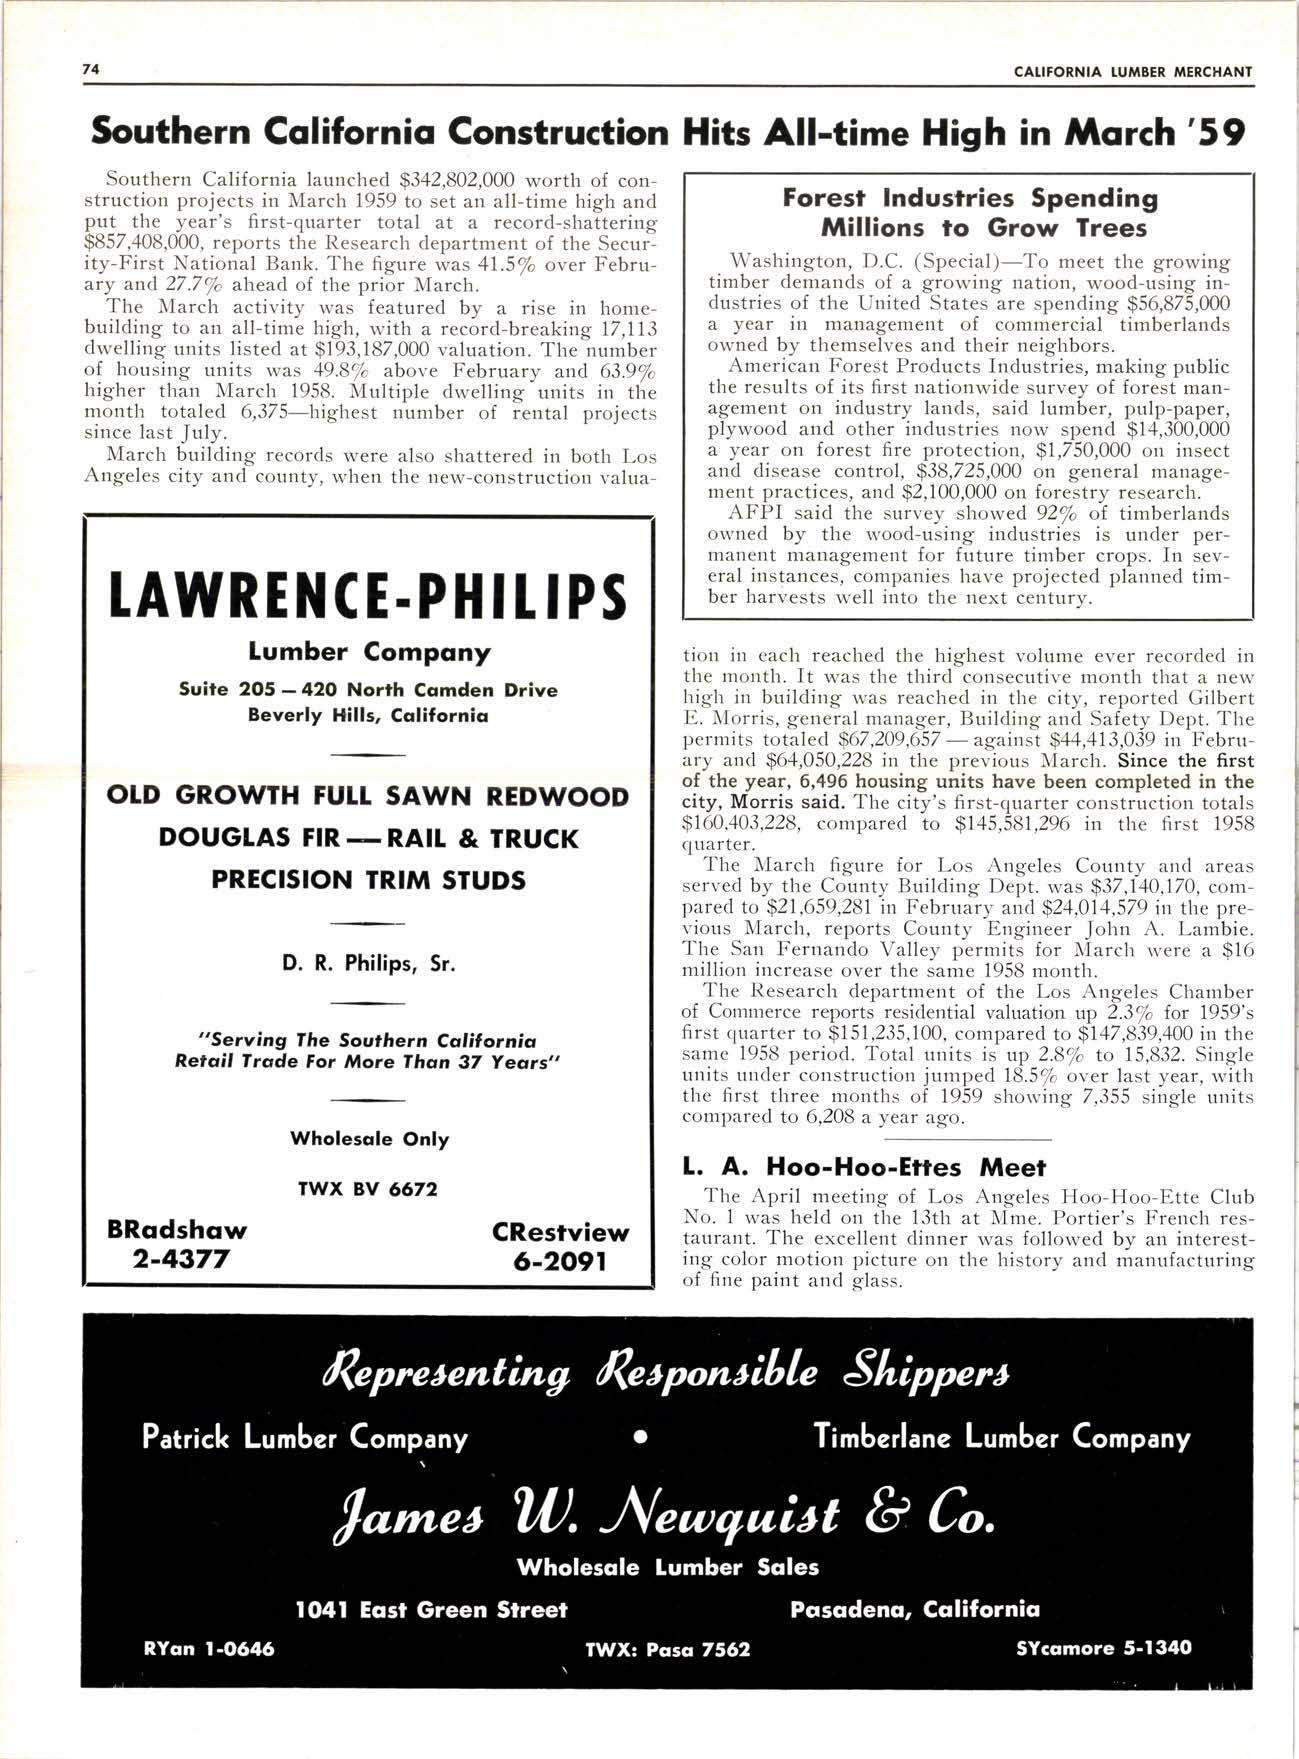 74
CALIFORNIA LUMBER MERCHANT
Southern California Construction Hits All-time High in March '59
Southern California launched $342,802,000 worth of con-
struction projects in March 1959 to set an all-time high and
put the year's first-quarter total at a record-shattering
$857,408,000, reports the Research department of the Secur-
ity-First National Bank. The figure was 41.5% over Febru-
ary and 27.7% ahead of the prior March.
The March activity was featured by a rise in home-
building to an all-time high, with a record-breaking 17,113
dwelling units listed at $193,187,000 valuation. The number
of housing units was 49.8% above February and 63.9%
higher than March 1958. Multiple dwelling units in the
month totaled 6,375—highest number of rental projects
since last July.
March building records were also shattered in both Los
Angeles city and county, when the new-construction valua-
Forest Industries Spending
Millions to Grow Trees
Washington, D.C. (Special)—To meet the growing
timber demands of a growing nation, wood-using in-
dustries of the United States are spending $56,875,000
a year in management of commercial timberlands
owned by themselves and their neighbors.
American Forest Products Industries, making public
the results of its first nationwide survey of forest man-
agement on industry lands, said lumber, pulp-paper,
plywood and other industries now spend $14,300,000
a year on forest fire protection, $1,750,000 on insect
and disease control, $38,725,000 on general manage-
ment practices, and $2,100,000 on forestry research.
AFPI said the survey showed 92% of timberlands
owned by the wood-using industries is under per-
manent management for future timber crops. In sev-
eral instances, companies have projected planned tim-
ber harvests well into the next century.
tion in each reached the highest volume ever recorded in
the month. It was the third consecutive month that a new
high in building was reached in the city, reported Gilbert
E. Morris, general manager, Building and Safety Dept. The
permits totaled $67,209,657 — against $44,413,039 in Febru-
ary and $64,050,228 in the previous March. Since the first
of the year, 6,496 housing units have been completed in the
city, Morris said. The city's first-quarter construction totals
$160,403,228, compared to $145,581,296 in the first 1958
quarter.
The March figure for Los Angeles County and areas
served by the County Building Dept. was $37,140,170, com-
pared to $21,659,281 in February and $24,014,579 in the pre-
vious March, reports County Engineer John A. Lambie.
The San Fernando Valley permits for March were a $16
million increase over the same 1958 month.
The Research department of the Los Angeles Chamber
of Commerce reports residential valuation up 2.3% for 1959's
first quarter to $151,235,100, compared to $147,839,400 in the
same 1958 period. Total units is up 2.8% to 15,832. Single
units under construction jumped 18.5% over last year, with
the first three months of 1959 showing 7,355 single units
compared to 6,208 a year ago.
L. A. Hoo-Hoo-Ettes Meet
The April meeting of Los Angeles Hoo-Hoo-Ette Club
No. 1 was held on the 13th at Mme. Portier's French res-
taurant. The excellent dinner was followed by an interest-
ing color motion picture on the history and manufacturing
of fine paint and glass.
LAWRENCE-PHILIPS
Lumber Company
Suite 205 – 420 North Camden Drive
Beverly Hills, California
OLD GROWTH FULL SAWN REDWOOD
DOUGLAS FIR — RAIL & TRUCK
PRECISION TRIM STUDS
D. R. Philips, Sr.
"Serving The Southern California
Retail Trade For More Than 37 Years"
Wholesale Only
TWX BV 6672
BRadshaw
2-4377
CRestview
6-2091
Representing Responsible Shippers
Patrick Lumber Company • Timberlane Lumber Company
James W. Newquist & Co.
Wholesale Lumber Sales
1041 East Green Street Pasadena, California
RYan 1-0646 TWX: Pasa 7562 SYcamore 5-1340